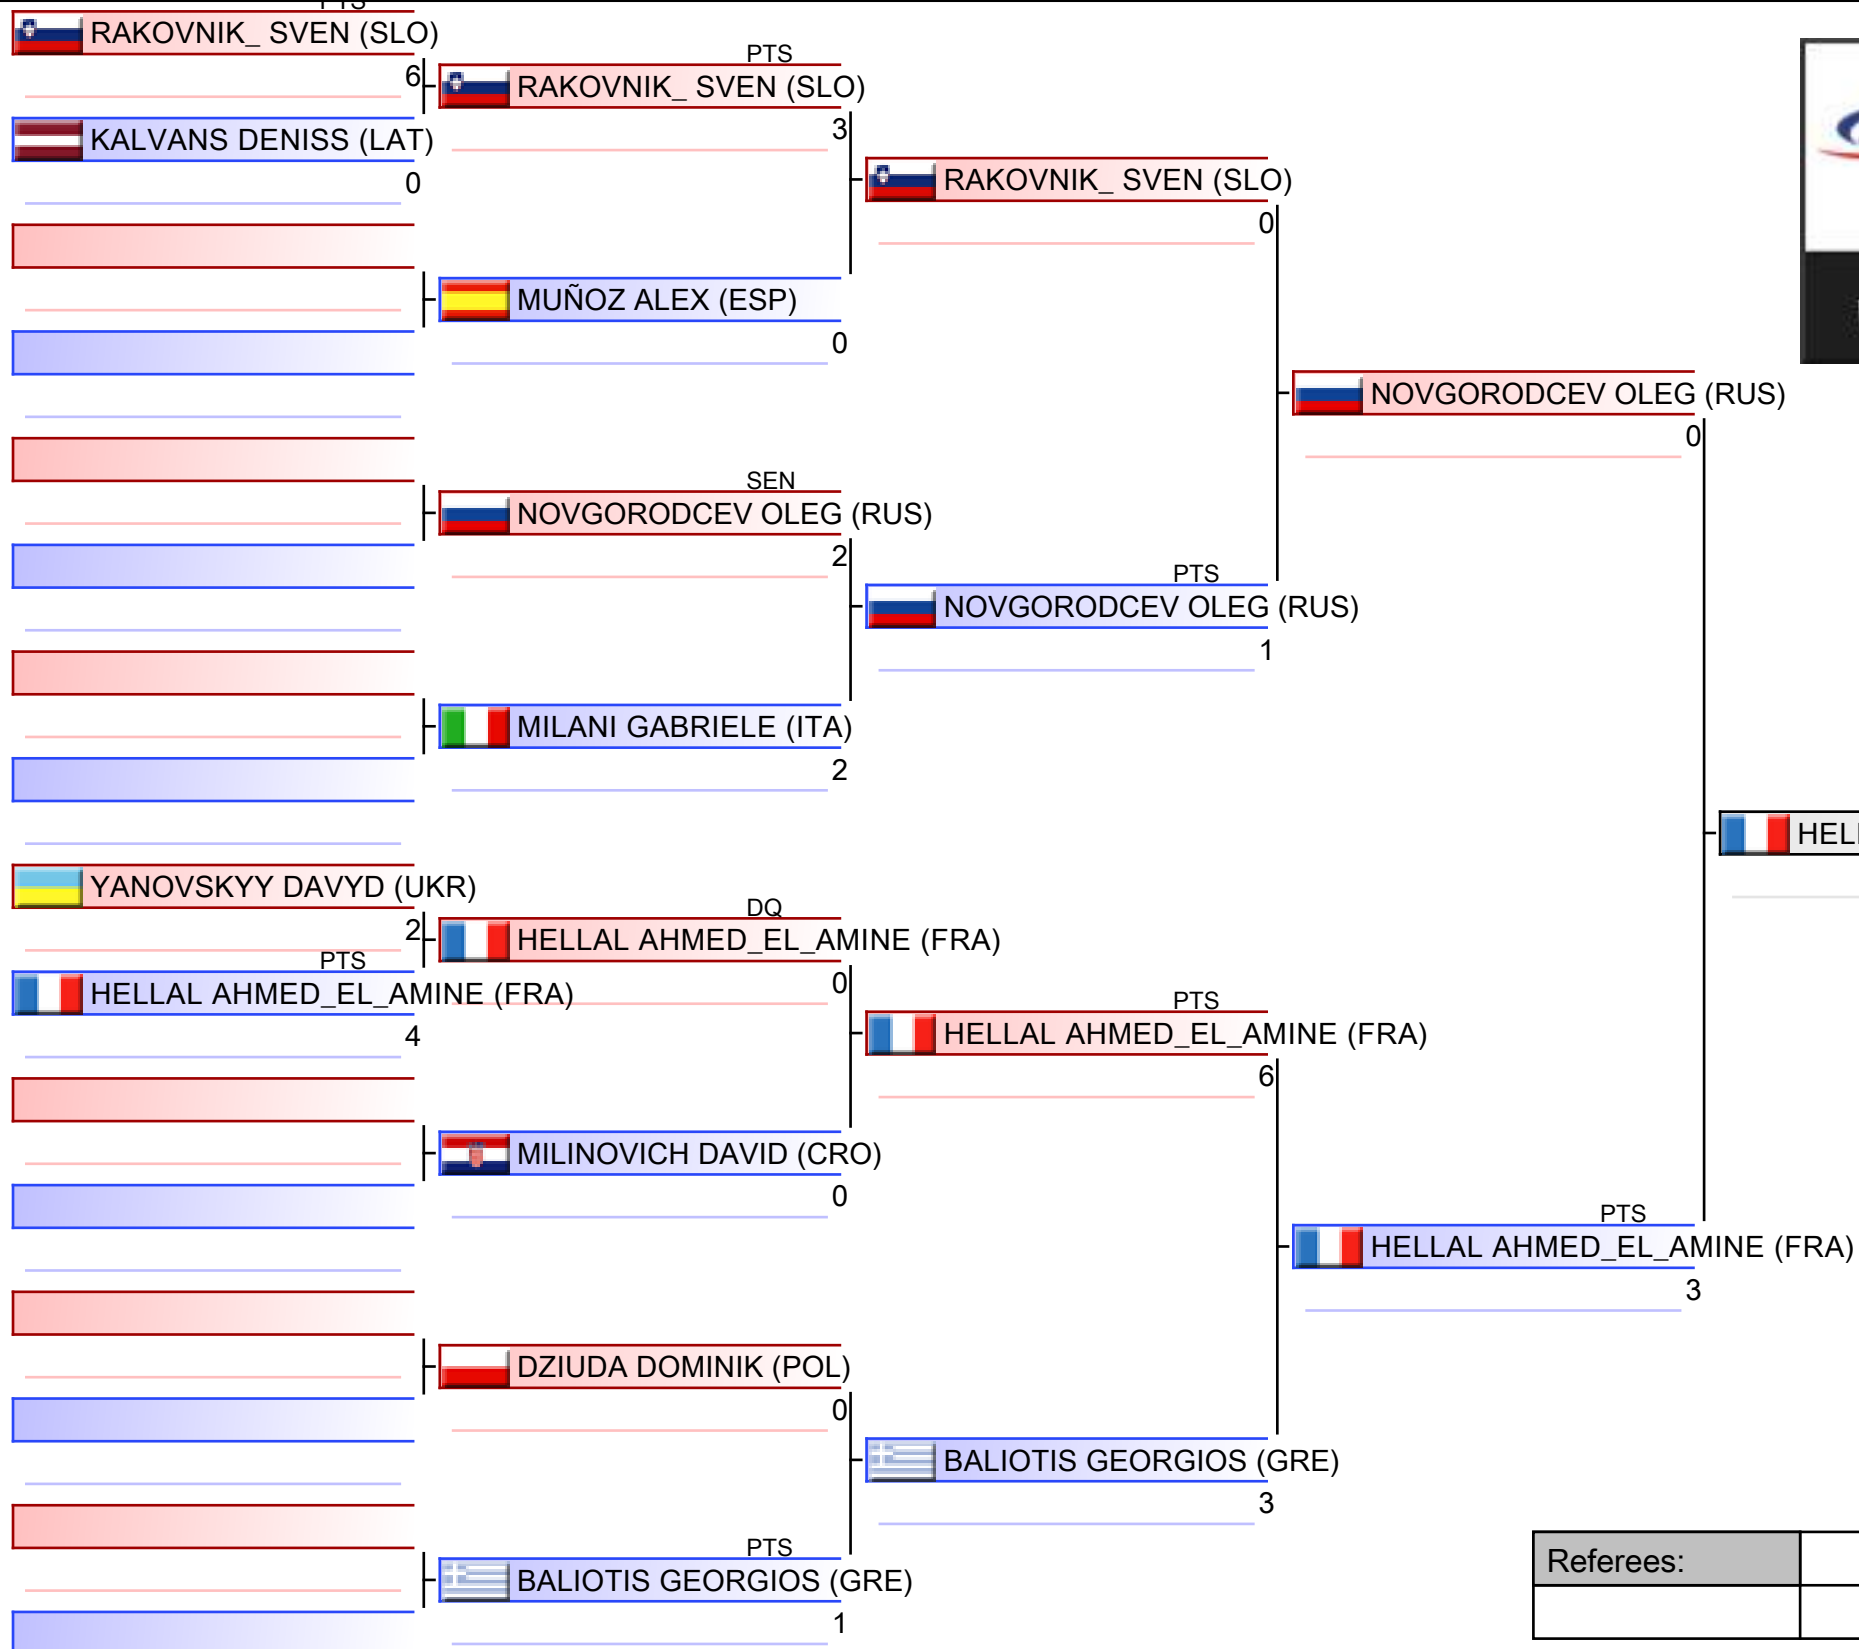 PTS
RAKOVNIK_ SVEN (SLO)
6
KALVANS DENISS (LAT)
0
YANOVSKYY DAVYD (UKR)
2
PTS
HELLAL AHMED_EL_AMINE (FRA)
4
PTS
RAKOVNIK_ SVEN (SLO)
3
MUÑOZ ALEX (ESP)
0
SEN
NOVGORODCEV OLEG (RUS)
2
MILANI GABRIELE (ITA)
2
DQ
HELLAL AHMED_EL_AMINE (FRA)
0
MILINOVICH DAVID (CRO)
0
DZIUDA DOMINIK (POL)
0
PTS
BALIOTIS GEORGIOS (GRE)
1
RAKOVNIK_ SVEN (SLO)
0
PTS
NOVGORODCEV OLEG (RUS)
1
PTS
HELLAL AHMED_EL_AMINE (FRA)
6
BALIOTIS GEORGIOS (GRE)
3
NOVGORODCEV OLEG (RUS)
0
PTS
HELLAL AHMED_EL_AMINE (FRA)
3
Referees: